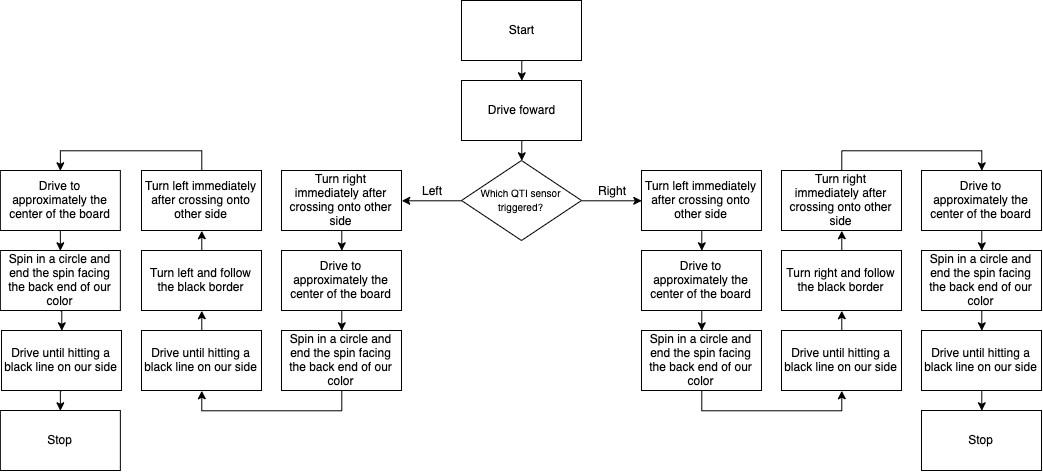 Start
Drive foward
Which QTI sensor
triggered?
Left
Right
Turn right
immediately after
crossing onto other
side
Drive to
approximately the
center of the board
Spin in a circle and
end the spin facing
the back end of our
color
Drive until hitting a
black line on our side
Turn left and follow
the black border
Turn left immediately
after crossing onto
other side
Drive to
approximately the
center of the board
Spin in a circle and
end the spin facing
the back end of our
color
Drive until hitting a
black line on our side
Stop
Turn left immediately
after crossing onto
other side
Drive to
approximately the
center of the board
Spin in a circle and
end the spin facing
the back end of our
color
Drive until hitting a
black line on our side
Turn right and follow
the black border
Turn right
immediately after
crossing onto other
side
Drive to
approximately the
center of the board
Spin in a circle and
end the spin facing
the back end of our
color
Drive until hitting a
black line on our side
Stop